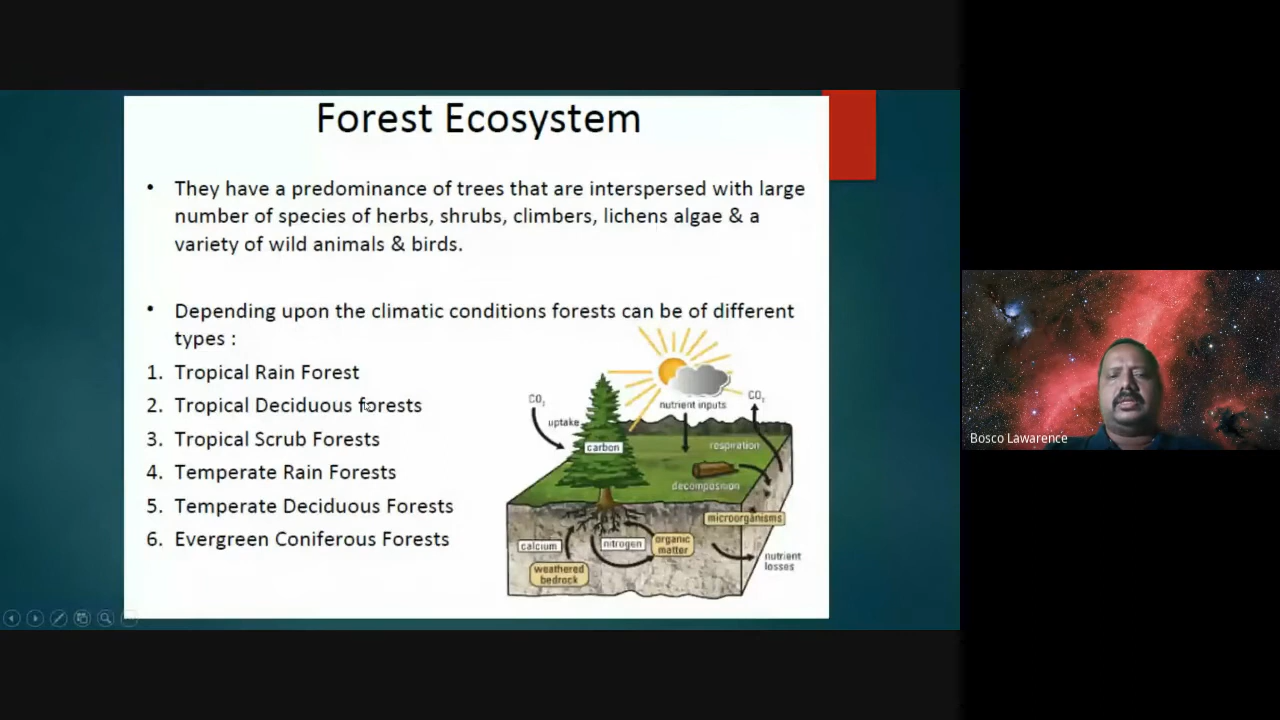 Forest Ecosystem
• They have a predominance of trees that are interspersed with large
number of species of herbs, shrubs, climbers, lichens algae & a
variety of wild animals & birds.
• Depending upon the climatic conditions forests can be of different
types :
1. Tropical Rain Forest
2. Tropical Deciduous forests
3. Tropical Scrub Forests
4. Temperate Rain Forests
5. Temperate Deciduous Forests
6. Evergreen Coniferous Forests
CO₂
uptake
carbon
nutrient inputs
CO₂
respiration
decomposition
microorganisms
calcium
nitrogen
organic
matter
weathered
bedrock
nutrient
losses
Bosco Lawarence